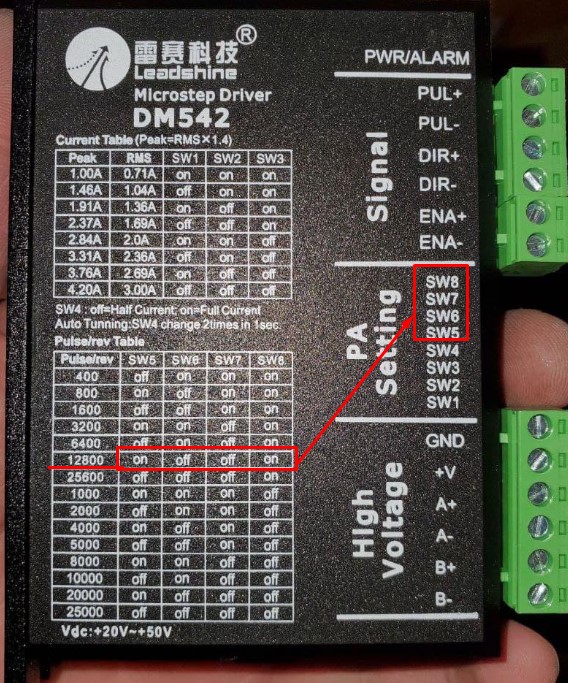 雷赛科技®
Leadshine
Microstep Driver
DM542
Current Table (Peak=RMS×1.4)
Peak RMS SW1 SW2 SW3
1.00A 0.71A on on on
1.46A 1.04A off on on
1.91A 1.36A on off on
2.37A 1.69A off off on
2.84A 2.0A on on off
3.31A 2.36A off on off
3.76A 2.69A on off off
4.20A 3.00A off off off
SW4 : off=Half Current; on=Full Current
Auto Tunning:SW4 change 2times in 1sec.
Pulse/rev Table
Pulse/rev SW5 SW6 SW7 SW8
400 off on on on
800 on off on on
1600 off off on on
3200 on on off on
6400 off on off on
12800 on off off on
25600 off off off on
1000 on on on off
2000 off on on off
4000 on off on off
5000 off off on off
8000 on on off off
10000 off on off off
20000 on off off off
25000 off off off off
Vdc:+20V~+50V
PWR/ALARM
Signal
PUL+
PUL-
DIR+
DIR-
ENA+
ENA-
PA
Setting
SW8
SW7
SW6
SW5
SW4
SW3
SW2
SW1
High
Voltage
GND
+V
A+
A-
B+
B-